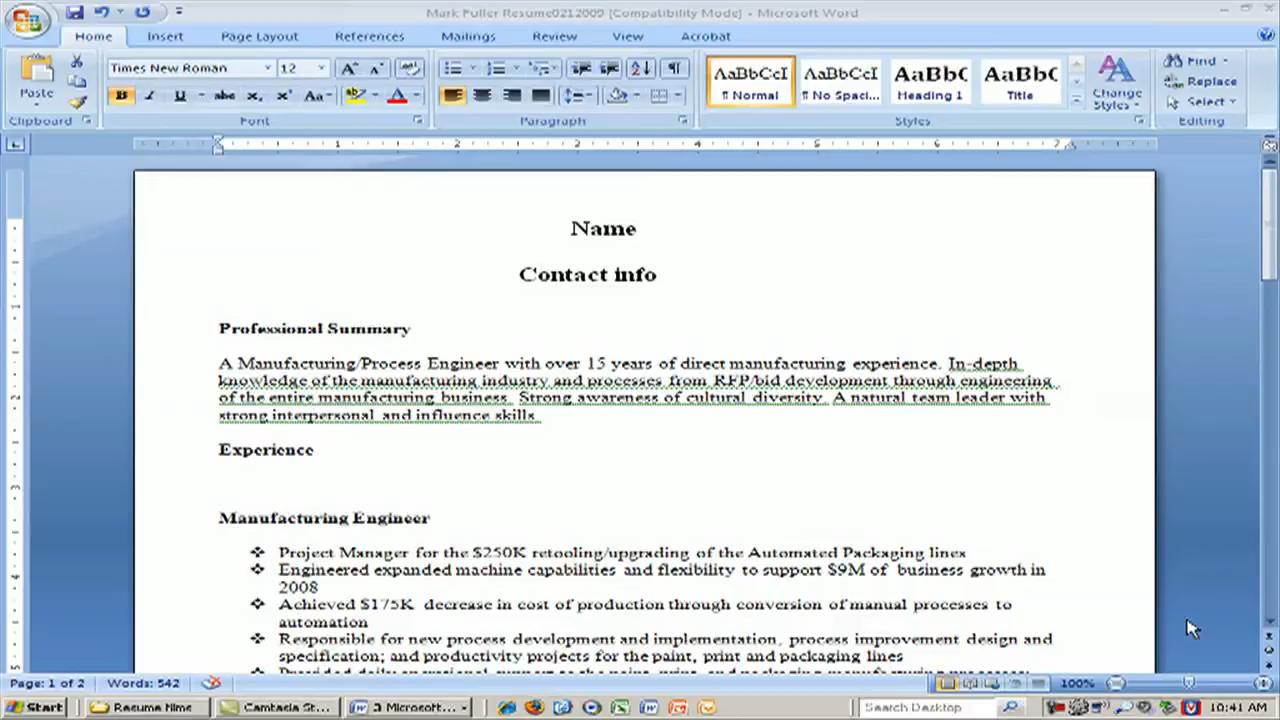 Mark Fuller Resume0212009 [Compatibility Mode] - Microsoft Word
Home Insert Page Layout References Mailings Review View Acrobat
Times New Roman 12
Paste
AaBbCcI AaBbCcI AaBbC AaBbC
¶ Normal ¶ No Spaci... Heading 1 Title
Change Styles
Find
Replace
Select
Clipboard Font Paragraph Styles Editing
1 2 3 4 5 6 7
Name
Contact info
Professional Summary
A Manufacturing/Process Engineer with over 15 years of direct manufacturing experience. In-depth
knowledge of the manufacturing industry and processes from RFP/bid development through engineering
of the entire manufacturing business. Strong awareness of cultural diversity. A natural team leader with
strong interpersonal and influence skills
Experience
Manufacturing Engineer
❖ Project Manager for the $250K retooling/upgrading of the Automated Packaging lines
❖ Engineered expanded machine capabilities and flexibility to support $9M of business growth in
2008
❖ Achieved $175K decrease in cost of production through conversion of manual processes to
automation
❖ Responsible for new process development and implementation, process improvement design and
specification; and productivity projects for the paint, print and packaging lines
Page: 1 of 2 Words: 542 100%
Start Resume Nime Camtasia St... 3 Microsoft... Search Desktop 10:41 AM